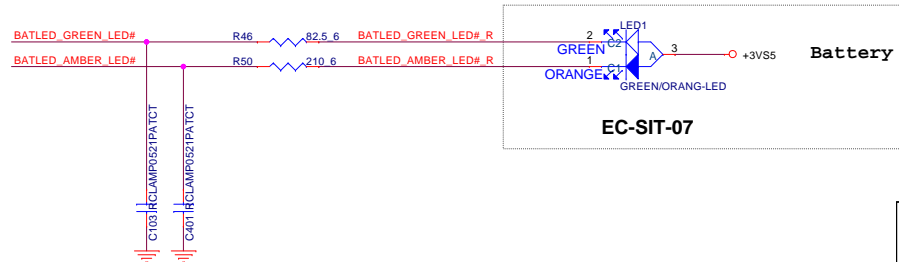 LED1
BATLED_GREEN_LED# R46 82.5_6 BATLED_GREEN_LED#_R 2 C2
GREEN 3
BATLED_AMBER_LED# R50 210_6 BATLED_AMBER_LED#_R 1 A +3VS5 Battery
ORANGE C1
GREEN/ORANG-LED
EC-SIT-07
C103 RCLAMP0521PATCT
C401 RCLAMP0521PATCT